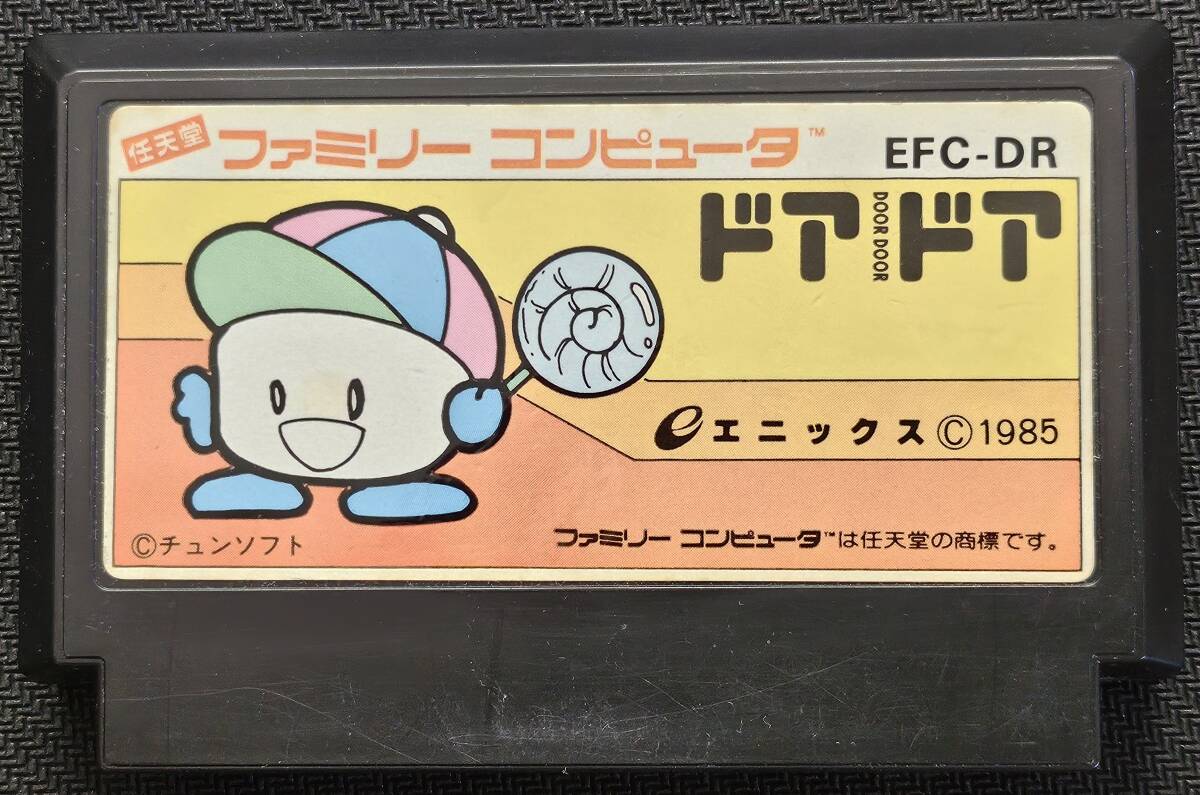 任天堂 ファミリー コンピュータ™ EFC-DR
ドアドア
DOOR DOOR
eエニックス©1985
©チュンソフト
ファミリー コンピュータ™は任天堂の商標です。